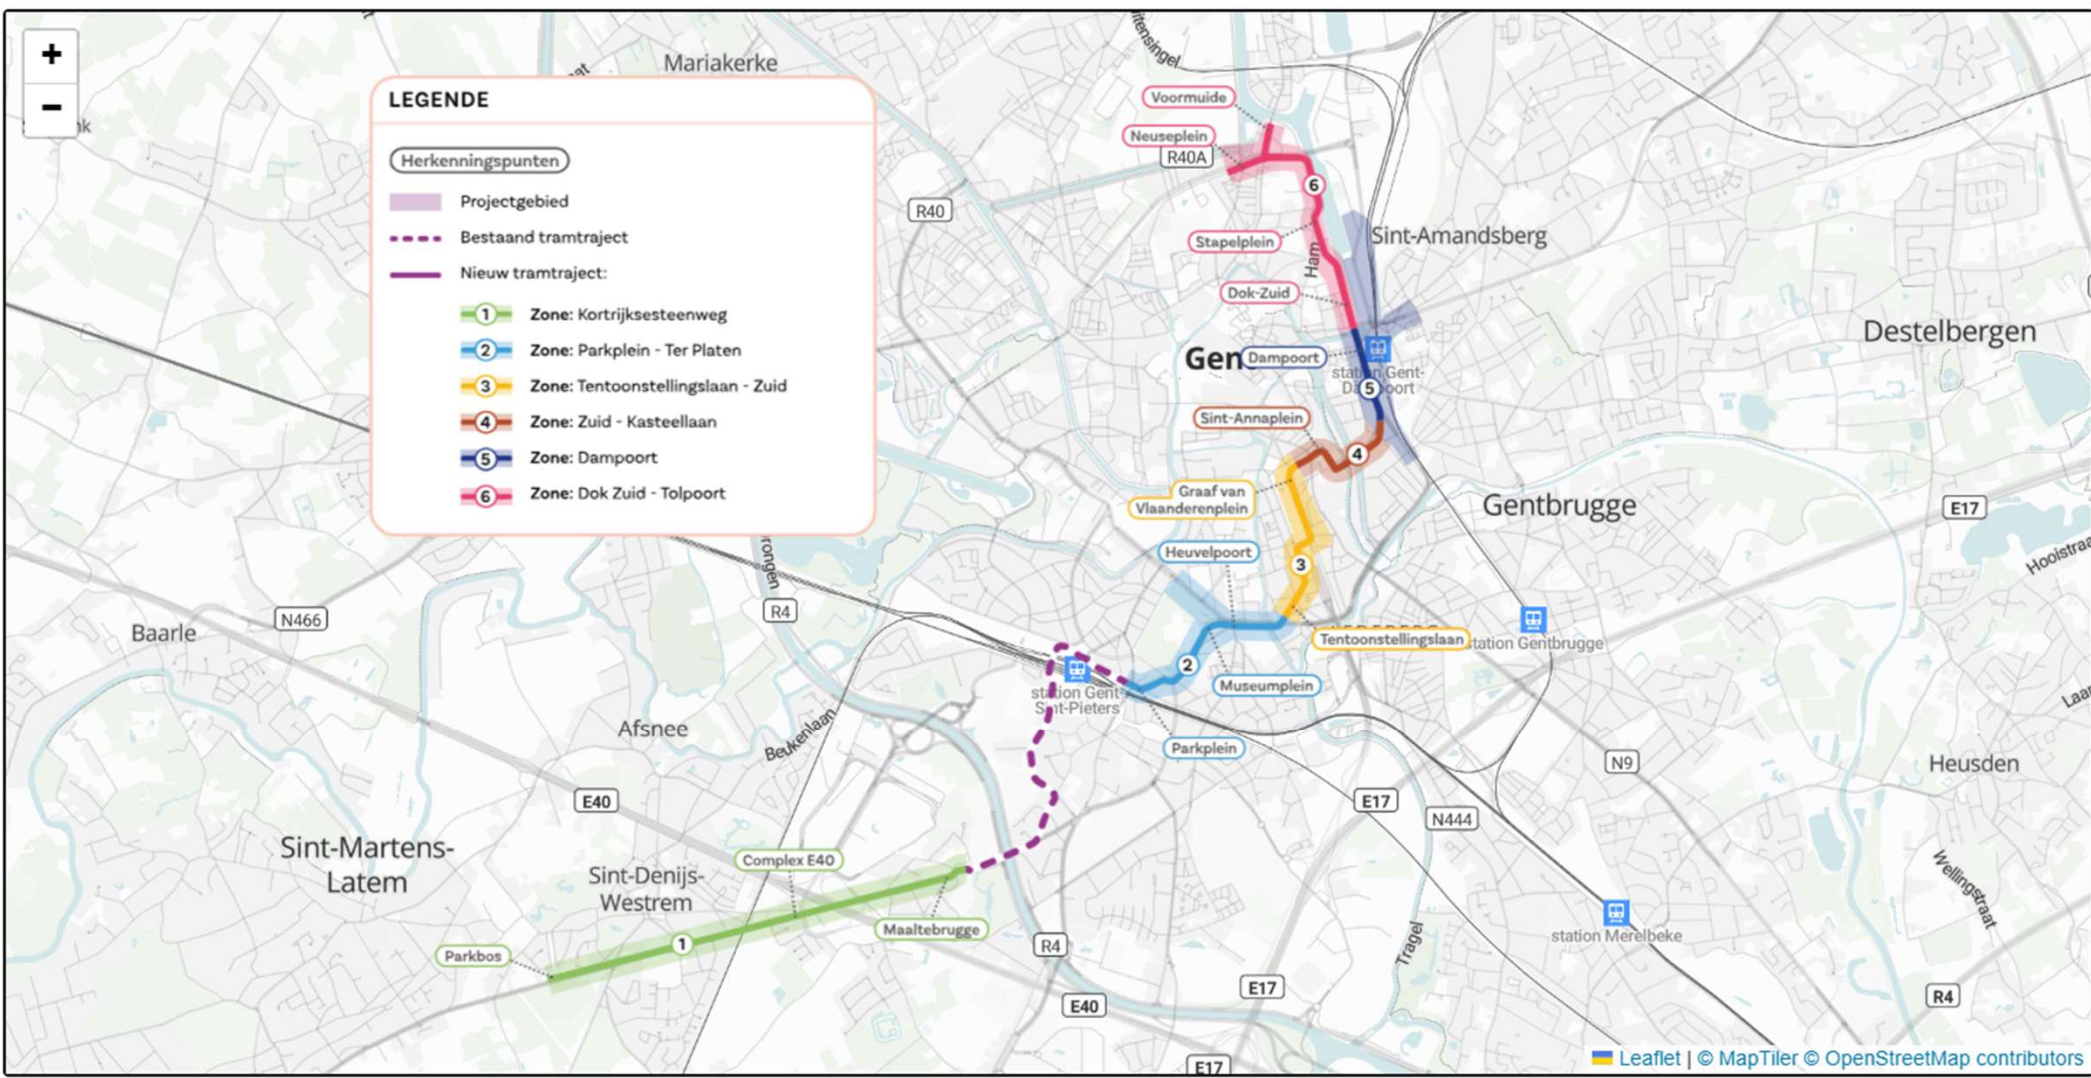 +
−
LEGENDE
Herkenningspunten
Projectgebied
Bestaand tramtraject
Nieuw tramtraject:
1 Zone: Kortrijksesteenweg
2 Zone: Parkplein - Ter Platen
3 Zone: Tentoonstellingslaan - Zuid
4 Zone: Zuid - Kasteellaan
5 Zone: Dampoort
6 Zone: Dok Zuid - Tolpoort
Mariakerke
Voormuide
Neuseplein
R40A
6
R40
Stapelplein
Ham
Sint-Amandsberg
Dok-Zuid
Destelbergen
Dampoort
station Gent-
5
Sint-Annaplein
4
Graaf van
Vlaanderenplein
Gentbrugge
E17
Heuvelpoort
3
R4
N466
Baarle
Tentoonstellingslaan
station Gentbrugge
2
Museumplein
station Gent-
Sint-Pieters
Afsnee
Beukenlaan
Parkplein
N9
Heusden
E40
E17
N444
Sint-Martens-
Latem
Complex E40
Sint-Denijs-
Westrem
Wellingstraat
Maaltebrugge
1
Parkbos
station Merelbeke
Tragel
R4
E17
E40
R4
E17
Leaflet | © MapTiler © OpenStreetMap contributors